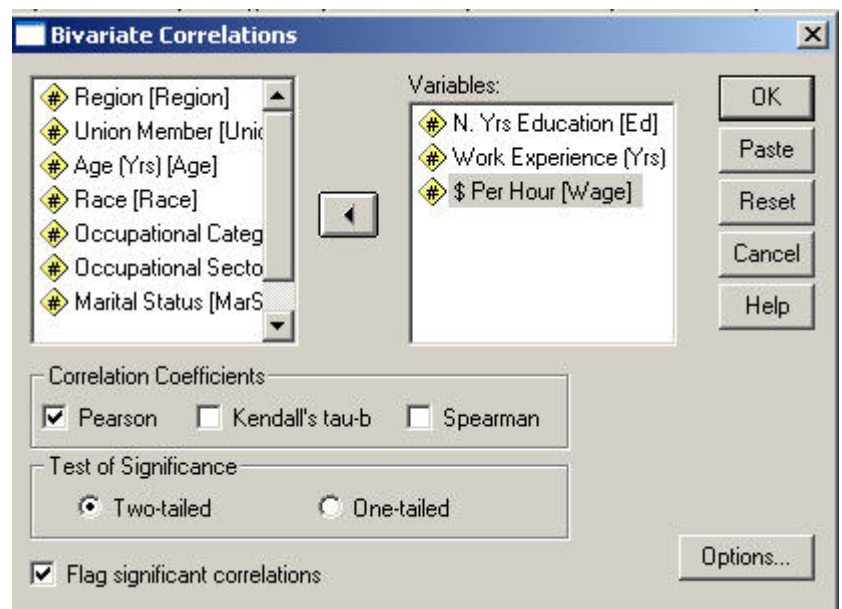 Bivariate Correlations
Region [Region]
Union Member [Unic
Age (Yrs) [Age]
Race [Race]
Occupational Categ
Occupational Secto
Marital Status [MarS
Variables:
N. Yrs Education [Ed]
Work Experience (Yrs)
$ Per Hour [Wage]
OK
Paste
Reset
Cancel
Help
Correlation Coefficients
Pearson Kendall's tau-b Spearman
Test of Significance
Two-tailed One-tailed
Flag significant correlations
Options...